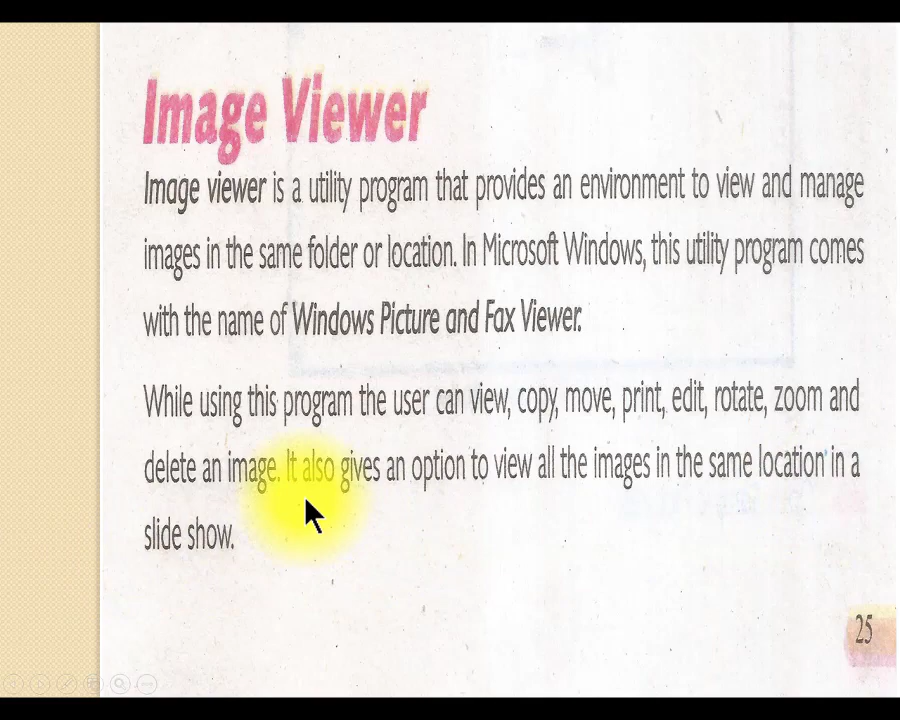 Image Viewer
Image viewer is a utility program that provides an environment to view and manage
images in the same folder or location. In Microsoft Windows, this utility program comes
with the name of Windows Picture and Fax Viewer.
While using this program the user can view, copy, move, print, edit, rotate, zoom and
delete an image. It also gives an option to view all the images in the same location in a
slide show.
25